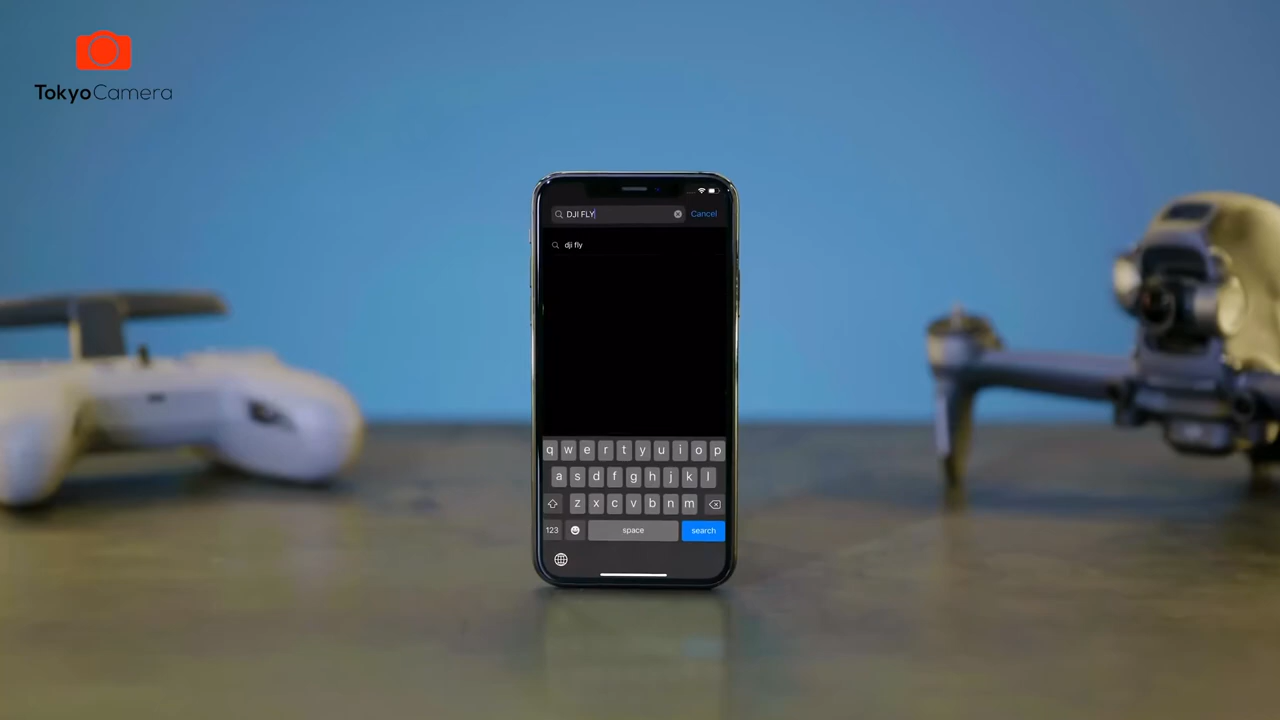 TokyoCamera
DJI FLY
Cancel
dji fly
q w e r t y u i o p
a s d f g h j k l
z x c v b n m
123 space search